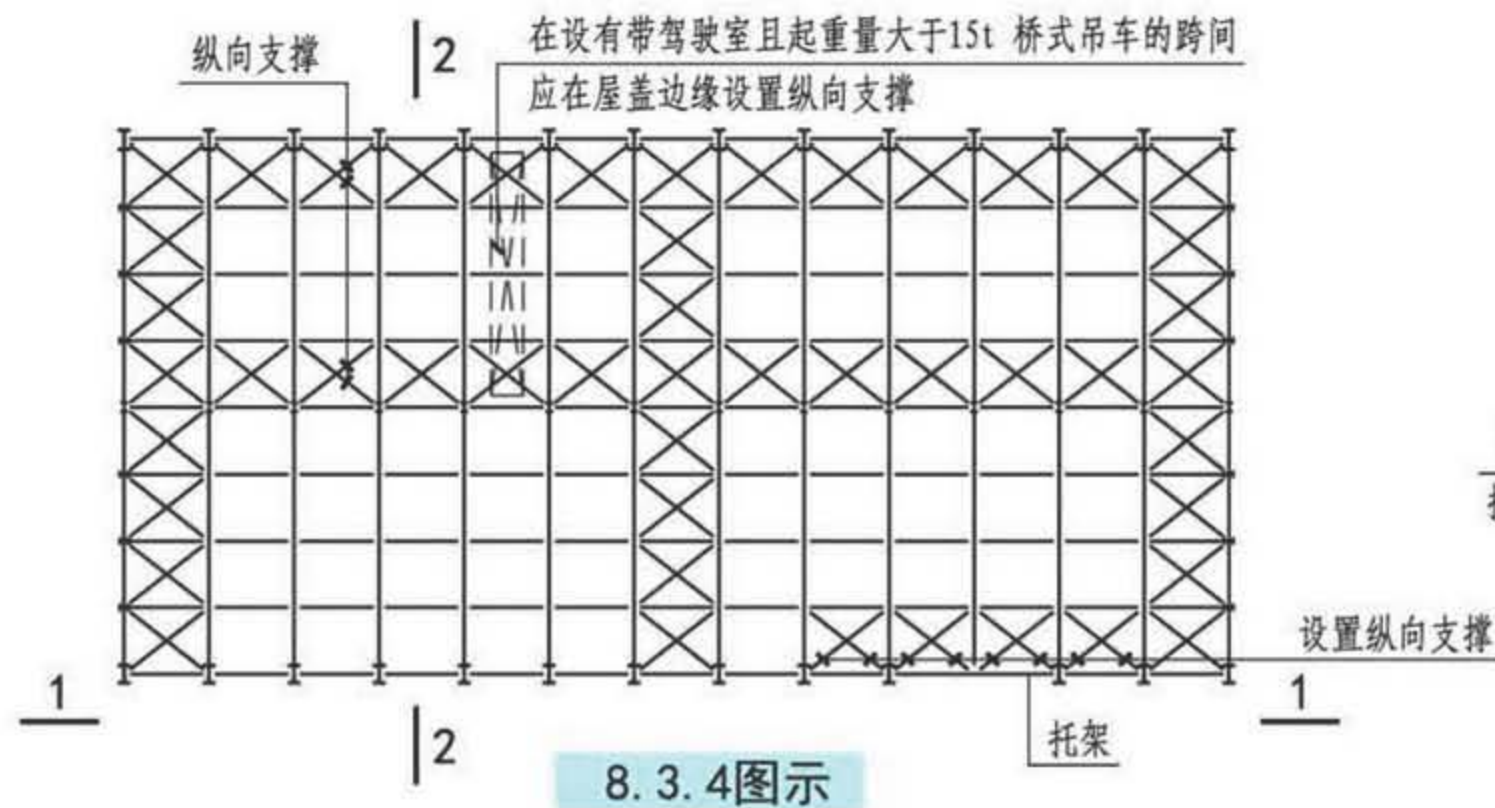 纵向支撑
2
在设有带驾驶室且起重量大于15t 桥式吊车的跨间
应在屋盖边缘设置纵向支撑
设置纵向支撑
1
1
托架
2
8.3.4图示